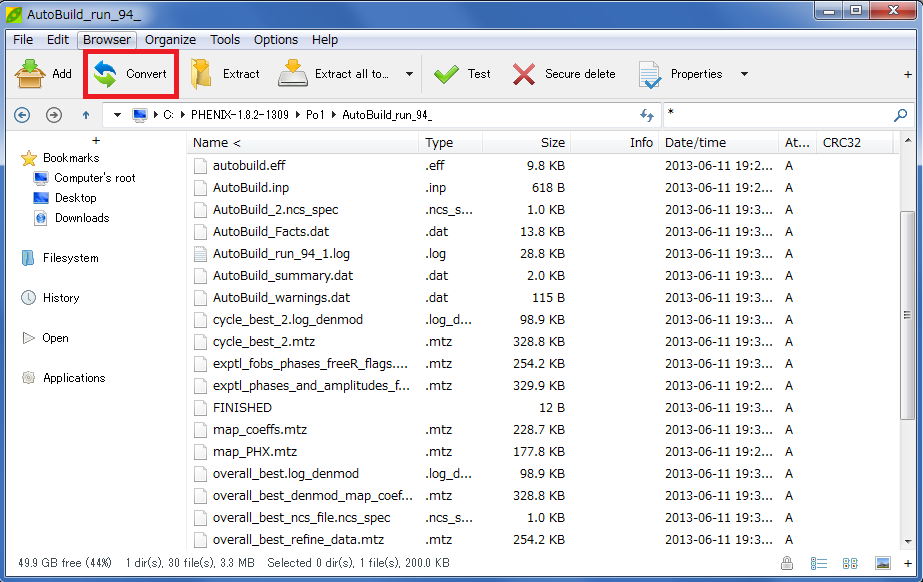 AutoBuild_run_94_
File Edit Browser Organize Tools Options Help
Add Convert Extract Extract all to... Test Secure delete Properties +
C: PHENIX-1.8.2-1309 Po1 AutoBuild_run_94_ *
+
Bookmarks
Computer's root
Desktop
Downloads
Filesystem
History
Open
Applications
Name < Type Size Info Date/time At... CRC32
autobuild.eff .eff 9.8 KB 2013-06-11 19:2... A
AutoBuild.inp .inp 618 B 2013-06-11 19:3... A
AutoBuild_2.ncs_spec .ncs_s... 1.0 KB 2013-06-11 19:3... A
AutoBuild_Facts.dat .dat 13.8 KB 2013-06-11 19:3... A
AutoBuild_run_94_1.log .log 28.8 KB 2013-06-11 19:3... A
AutoBuild_summary.dat .dat 2.0 KB 2013-06-11 19:3... A
AutoBuild_warnings.dat .dat 115 B 2013-06-11 19:3... A
cycle_best_2.log_denmod .log_d... 98.9 KB 2013-06-11 19:3... A
cycle_best_2.mtz .mtz 328.8 KB 2013-06-11 19:3... A
exptl_fobs_phases_freeR_flags.... .mtz 254.2 KB 2013-06-11 19:2... A
exptl_phases_and_amplitudes_f... .mtz 329.9 KB 2013-06-11 19:2... A
FINISHED 12 B 2013-06-11 19:3... A
map_coeffs.mtz .mtz 228.7 KB 2013-06-11 19:3... A
map_PHX.mtz .mtz 177.8 KB 2013-06-11 19:3... A
overall_best.log_denmod .log_d... 98.9 KB 2013-06-11 19:3... A
overall_best_denmod_map_coef... .mtz 328.8 KB 2013-06-11 19:3... A
overall_best_ncs_file.ncs_spec .ncs_s... 1.0 KB 2013-06-11 19:3... A
overall_best_refine_data.mtz .mtz 254.2 KB 2013-06-11 19:3... A
49.9 GB free (44%) 1 dir(s), 30 file(s), 3.3 MB Selected 0 dir(s), 1 file(s), 200.0 KB +